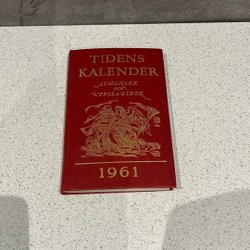 TIDENS
KALENDER
ALMANACK
OCH
UPPSLAGSBOK
1961